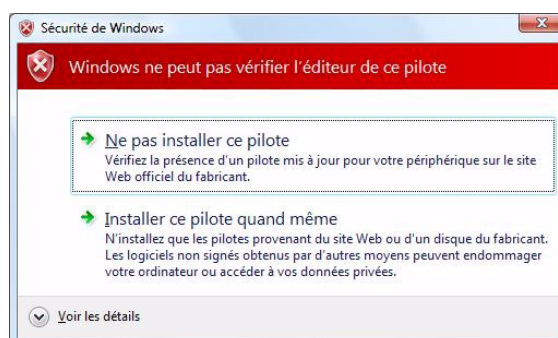 Sécurité de Windows
Windows ne peut pas vérifier l'éditeur de ce pilote
Ne pas installer ce pilote
Vérifiez la présence d'un pilote mis à jour pour votre périphérique sur le site
Web officiel du fabricant.
Installer ce pilote quand même
N'installez que les pilotes provenant du site Web ou d'un disque du fabricant.
Les logiciels non signés obtenus par d'autres moyens peuvent endommager
votre ordinateur ou accéder à vos données privées.
Voir les détails